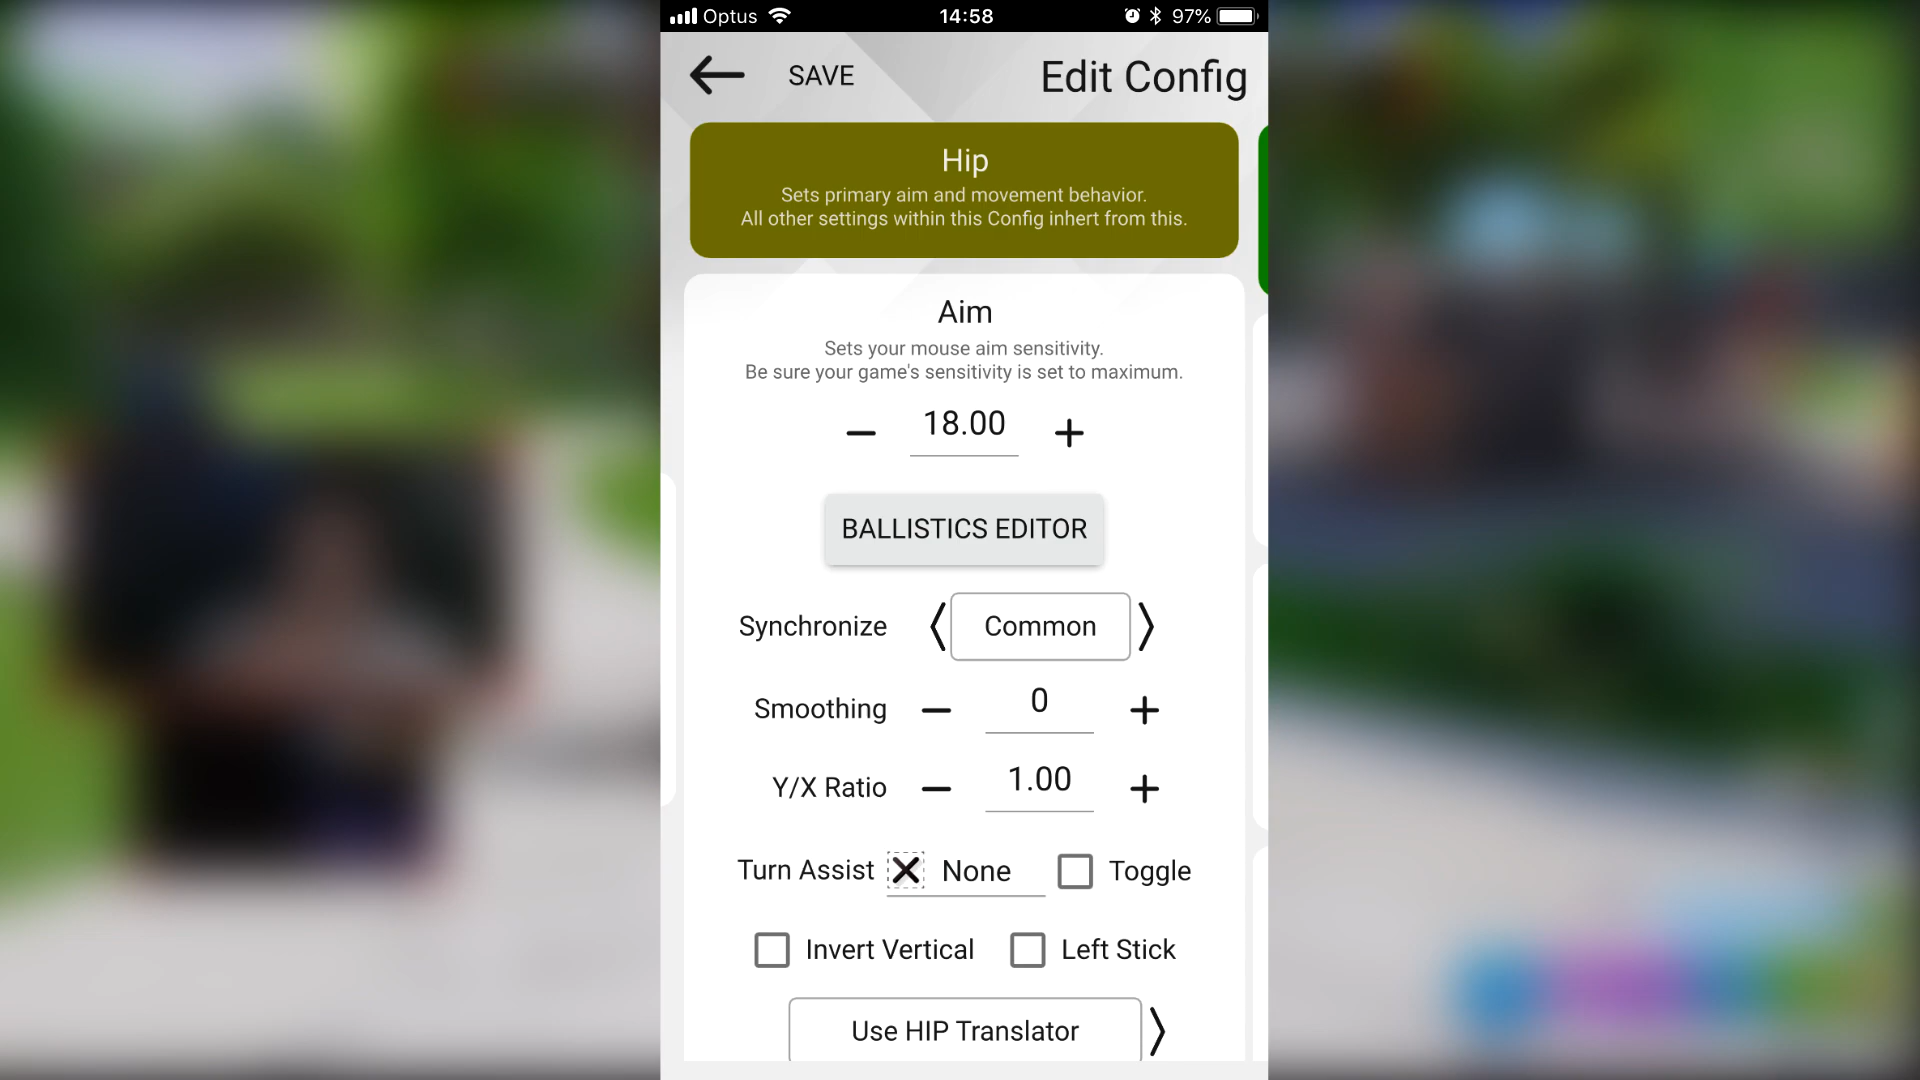 Optus 14:58 97%
SAVE Edit Config
Hip
Sets primary aim and movement behavior.
All other settings within this Config inhert from this.
Aim
Sets your mouse aim sensitivity.
Be sure your game's sensitivity is set to maximum.
− 18.00 +
BALLISTICS EDITOR
Synchronize Common
Smoothing − 0 +
Y/X Ratio − 1.00 +
Turn Assist None Toggle
Invert Vertical Left Stick
Use HIP Translator